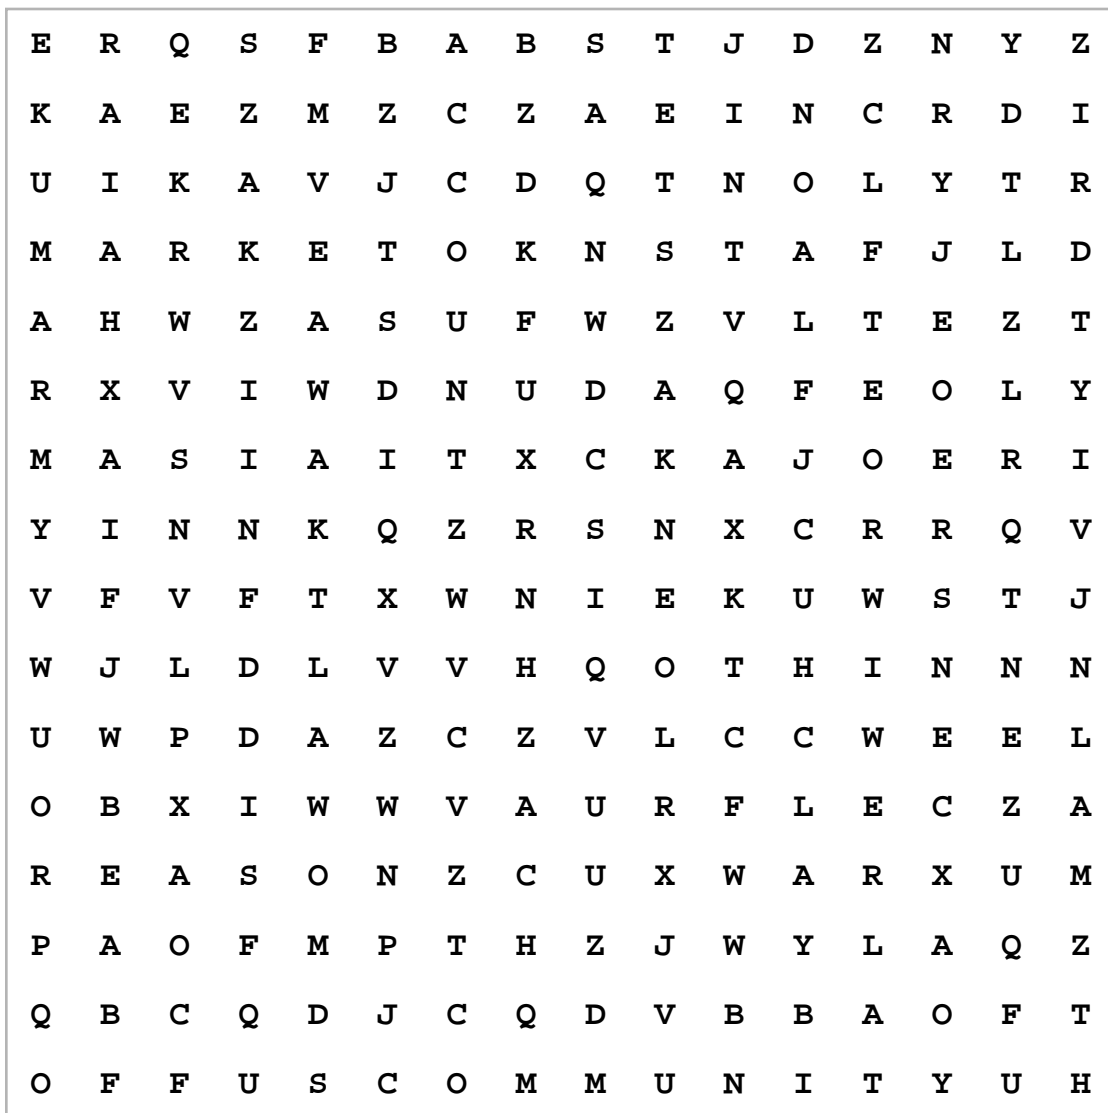 E R Q S F B A B S T J D Z N Y Z
K A E Z M Z C Z A E I N C R D I
U I K A V J C D Q T N O L Y T R
M A R K E T O K N S T A F J L D
A H W Z A S U F W Z V L T E Z T
R X V I W D N U D A Q F E O L Y
M A S I A I T X C K A J O E R I
Y I N N K Q Z R S N X C R R Q V
V F V F T X W N I E K U W S T J
W J L D L V V H Q O T H I N N N
U W P D A Z C Z V L C C W E E L
O B X I W W V A U R F L E C Z A
R E A S O N Z C U X W A R X U M
P A O F M P T H Z J W Y L A Q Z
Q B C Q D J C Q D V B B A O F T
O F F U S C O M M U N I T Y U H